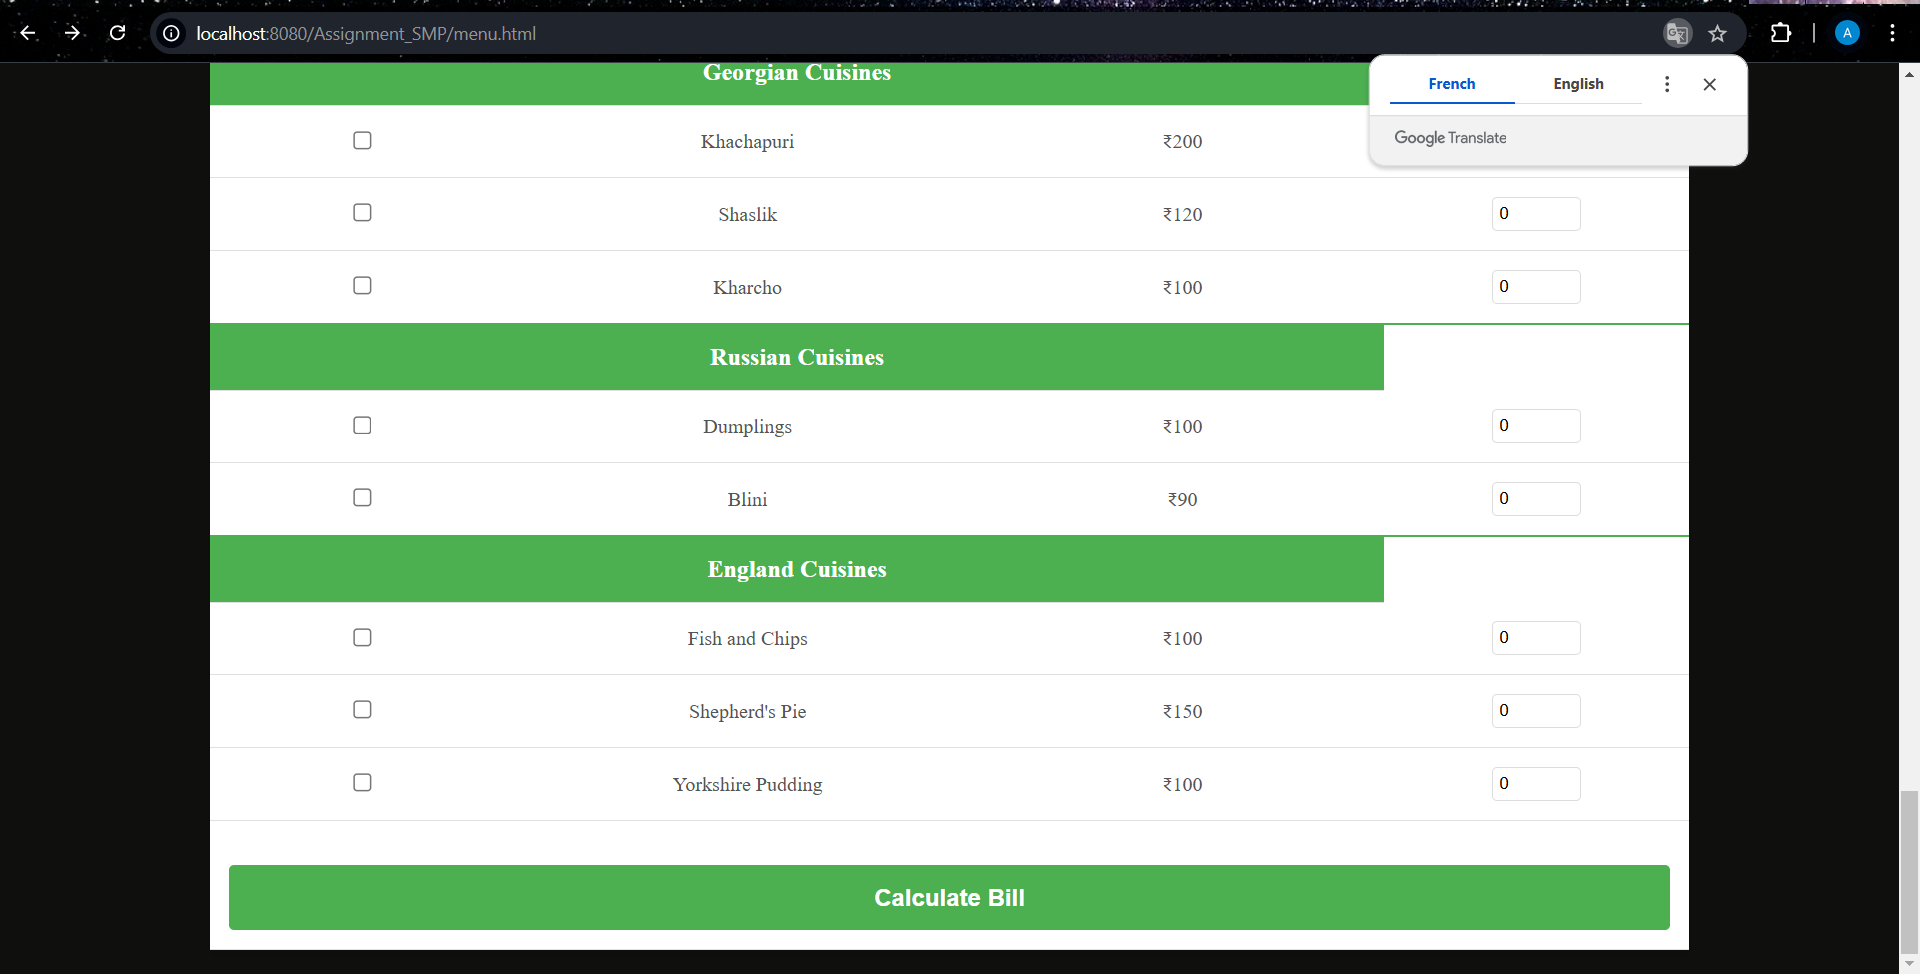 localhost:8080/Assignment_SMP/menu.html
A
French English
Google Translate
Georgian Cuisines
Khachapuri ₹200
Shaslik ₹120 0
Kharcho ₹100 0
Russian Cuisines
Dumplings ₹100 0
Blini ₹90 0
England Cuisines
Fish and Chips ₹100 0
Shepherd's Pie ₹150 0
Yorkshire Pudding ₹100 0
Calculate Bill